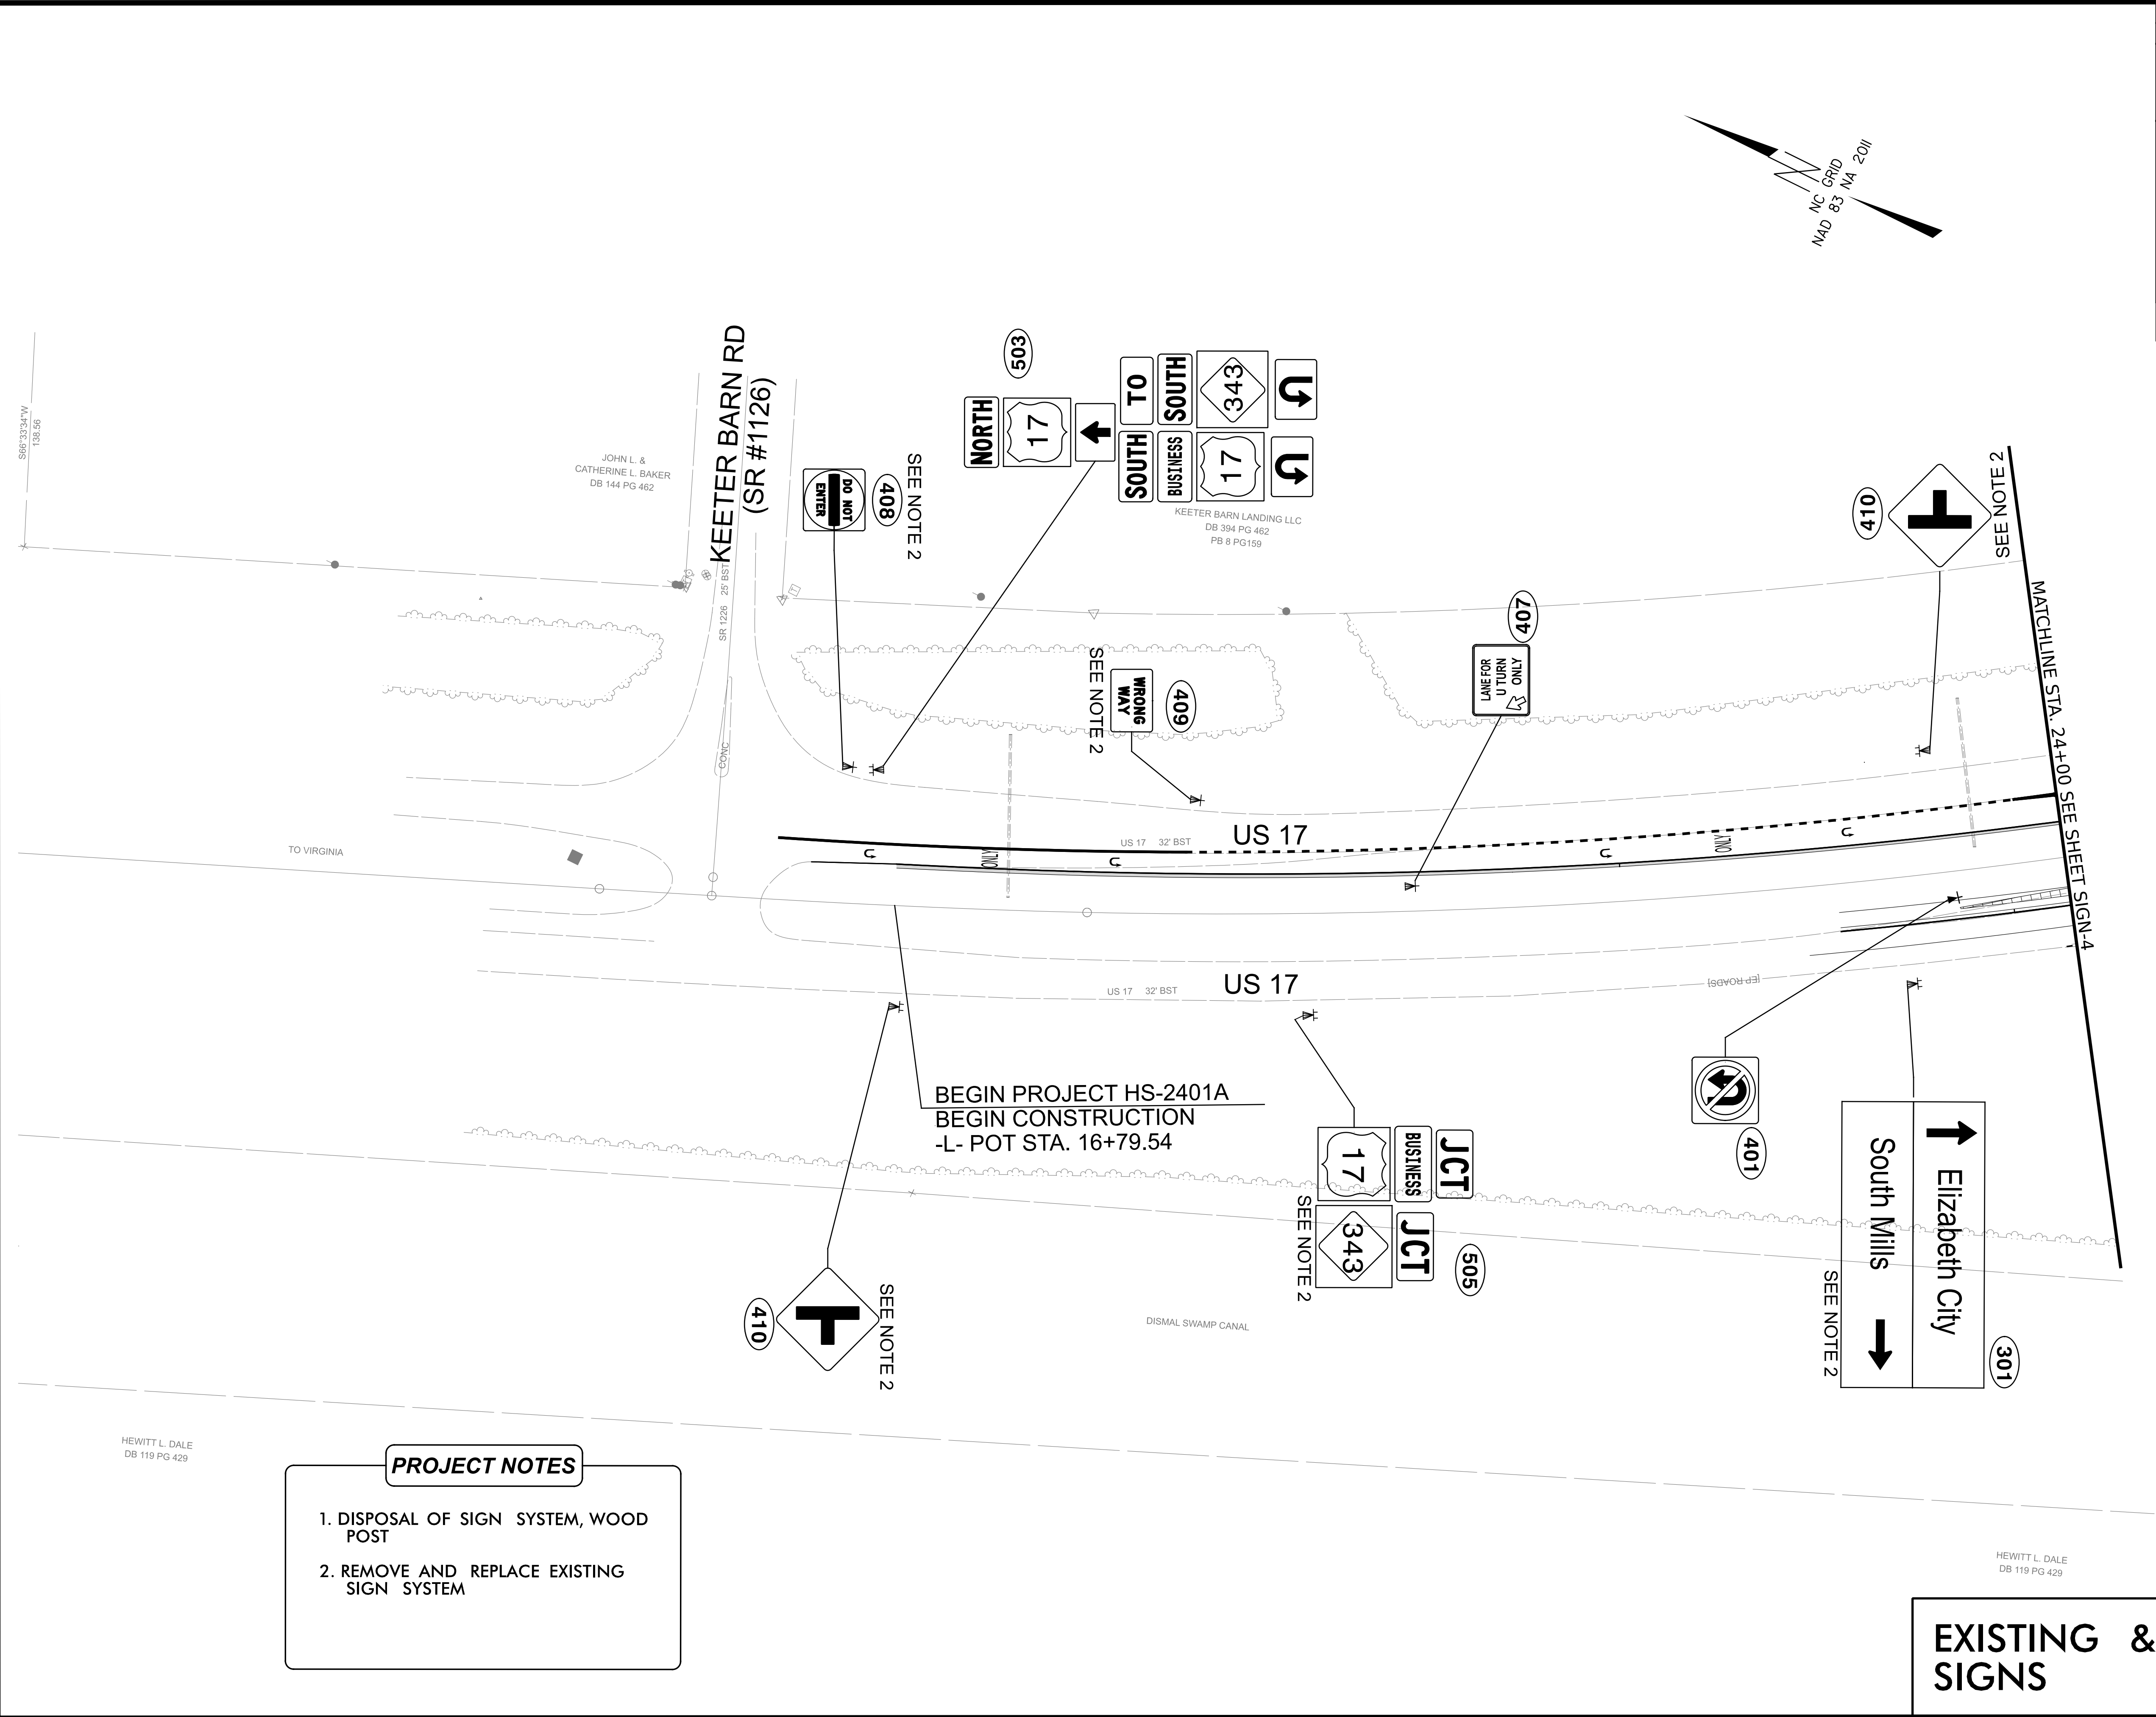 NC GRID
NAD 83 NA 2011
S66°33'34"W
138.56
JOHN L. &
CATHERINE L. BAKER
DB 144 PG 462
KEETER BARN RD
(SR #1126)
SR 1226 25' BST
CONC
DO NOT
ENTER
408
SEE NOTE 2
503
NORTH
17
TO
SOUTH
343
SOUTH
BUSINESS
17
KEETER BARN LANDING LLC
DB 394 PG 462
PB 8 PG159
SEE NOTE 2
WRONG
WAY
409
407
LANE FOR
U TURN
ONLY
410
SEE NOTE 2
MATCHLINE STA. 24+00 SEE SHEET SIGN-4
TO VIRGINIA
US 17 32' BST
US 17
ONLY
ONLY
US 17 32' BST
US 17
[EP ROADS]
BEGIN PROJECT HS-2401A
BEGIN CONSTRUCTION
-L- POT STA. 16+79.54
410
SEE NOTE 2
JCT
BUSINESS
17
JCT
343
SEE NOTE 2
505
401
Elizabeth City
South Mills
SEE NOTE 2
301
DISMAL SWAMP CANAL
HEWITT L. DALE
DB 119 PG 429
PROJECT NOTES
1. DISPOSAL OF SIGN SYSTEM, WOOD
POST
2. REMOVE AND REPLACE EXISTING
SIGN SYSTEM
HEWITT L. DALE
DB 119 PG 429
EXISTING &
SIGNS